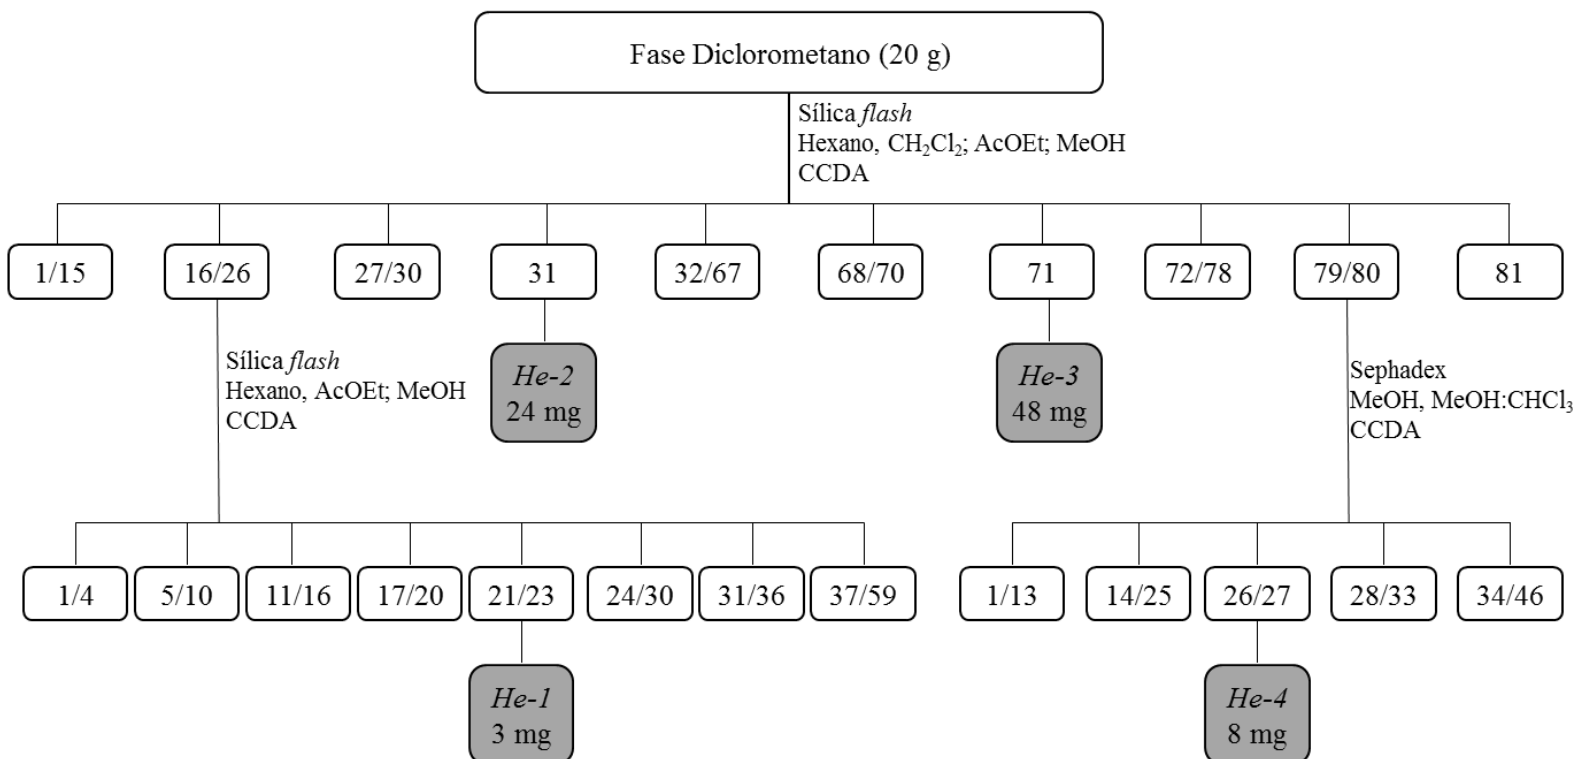 Fase Diclorometano (20 g)
Sílica flash
Hexano, CH₂Cl₂; AcOEt; MeOH
CCDA
1/15
16/26
27/30
31
32/67
68/70
71
72/78
79/80
81
Sílica flash
Hexano, AcOEt; MeOH
CCDA
He-2
24 mg
He-3
48 mg
Sephadex
MeOH, MeOH:CHCl₃
CCDA
1/4
5/10
11/16
17/20
21/23
24/30
31/36
37/59
1/13
14/25
26/27
28/33
34/46
He-1
3 mg
He-4
8 mg